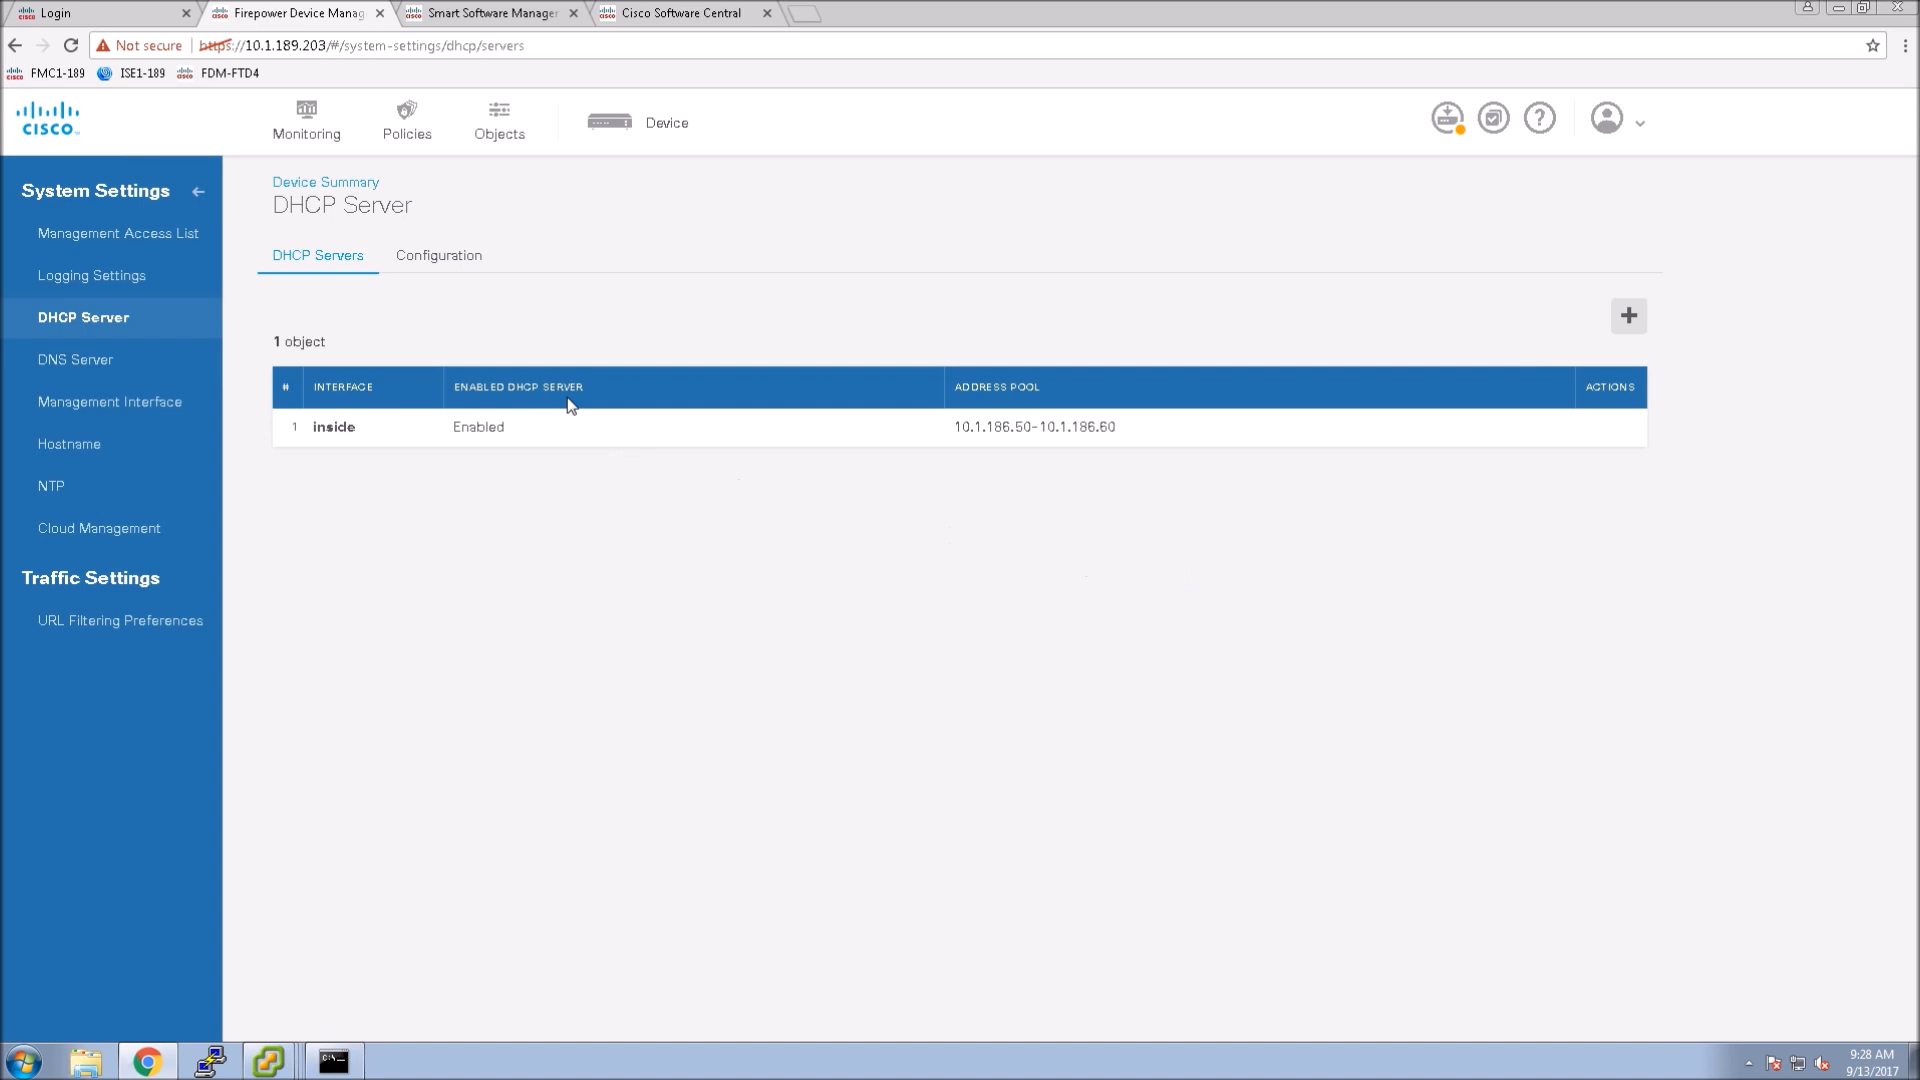 Login
Firepower Device Manag
Smart Software Manager
Cisco Software Central
Not secure https://10.1.189.203/#/system-settings/dhcp/servers
FMC1-189 ISE1-189 FDM-FTD4
CISCO
Monitoring Policies Objects Device
System Settings
Management Access List
Logging Settings
DHCP Server
DNS Server
Management Interface
Hostname
NTP
Cloud Management
Traffic Settings
URL Filtering Preferences
Device Summary
DHCP Server
DHCP Servers Configuration
1 object
# INTERFACE ENABLED DHCP SERVER ADDRESS POOL ACTIONS
1 inside Enabled 10.1.186.50-10.1.186.60
9:28 AM
9/13/2017